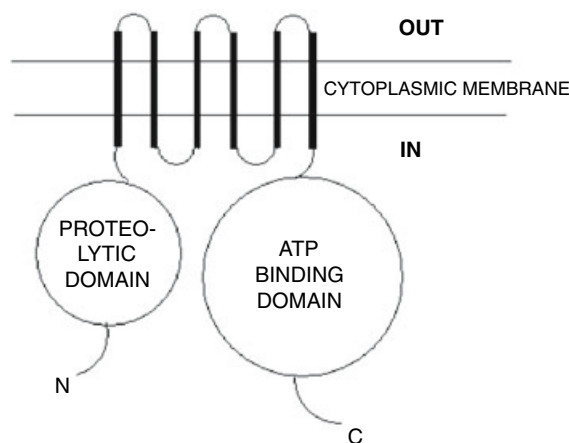 OUT
CYTOPLASMIC MEMBRANE
IN
PROTEO-
LYTIC
DOMAIN
ATP
BINDING
DOMAIN
N
C